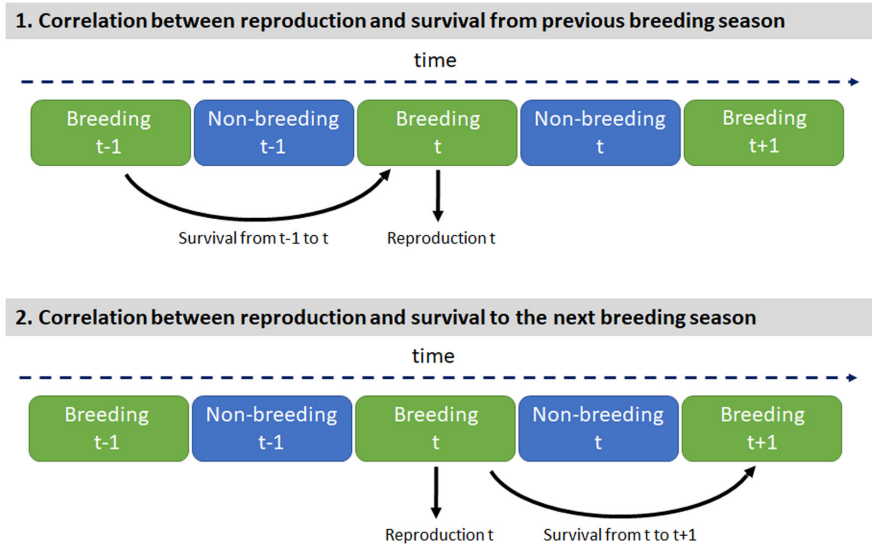 1. Correlation between reproduction and survival from previous breeding season
time
Breeding
t-1
Non-breeding
t-1
Breeding
t
Non-breeding
t
Breeding
t+1
Survival from t-1 to t
Reproduction t
2. Correlation between reproduction and survival to the next breeding season
time
Breeding
t-1
Non-breeding
t-1
Breeding
t
Non-breeding
t
Breeding
t+1
Reproduction t
Survival from t to t+1